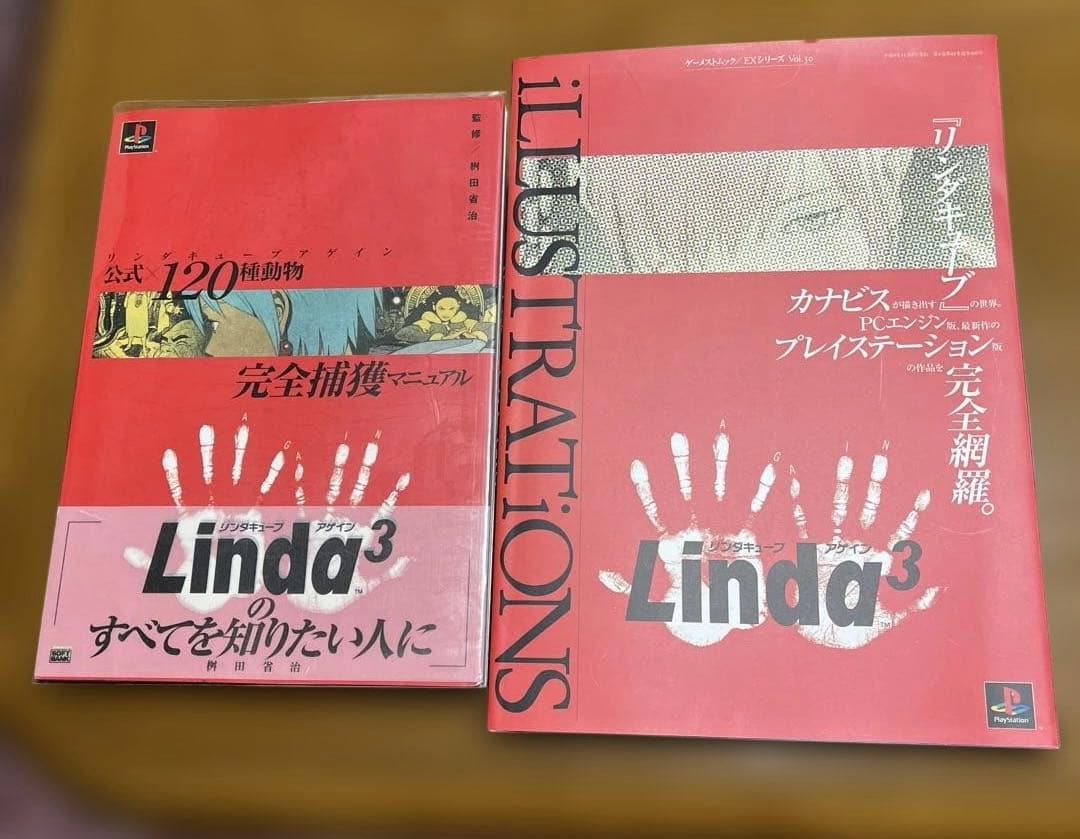 PlayStation
監修／桝田省治
リンダキューブアゲイン
公式×120種動物
完全捕獲マニュアル
AGAIN
リンダキューブ アゲイン
Linda³
TM
の
「すべてを知りたい人に」
桝田省治
SOFT BANK
ゲーメストムック／EXシリーズ Vol.30
iLLUSTRATiONS
『リンダキューブ』の世界。
カナビスが描き出す
PCエンジン版、最新作の
プレイステーション版
の作品を
完全網羅。
AGAIN
リンダキューブ アゲイン
Linda³
TM
PlayStation